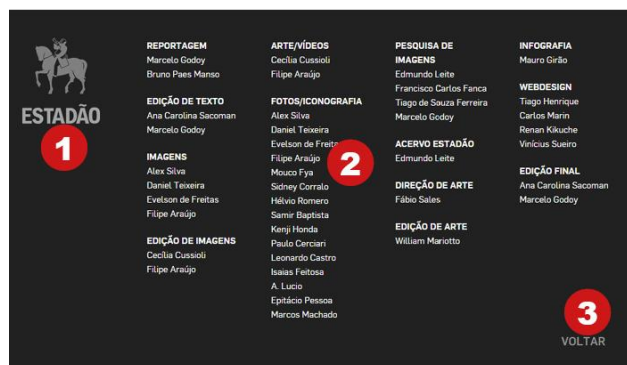 ESTADÃO
1
REPORTAGEM
Marcelo Godoy
Bruno Paes Manso
EDIÇÃO DE TEXTO
Ana Carolina Sacoman
Marcelo Godoy
IMAGENS
Alex Silva
Daniel Teixeira
Evelson de Freitas
Filipe Araújo
EDIÇÃO DE IMAGENS
Cecília Cussioli
Filipe Araújo
ARTE/VÍDEOS
Cecília Cussioli
Filipe Araújo
FOTOS/ICONOGRAFIA
Alex Silva
Daniel Teixeira
Evelson de Freitas
Filipe Araújo
Mouco Fya
Sidney Corralo
Hélvio Romero
Samir Baptista
Kenji Honda
Paulo Cerciari
Leonardo Castro
Isaias Feitosa
A. Lucio
Epitácio Pessoa
Marcos Machado
2
PESQUISA DE
IMAGENS
Edmundo Leite
Francisco Carlos Fanca
Tiago de Souza Ferreira
Marcelo Godoy
ACERVO ESTADÃO
Edmundo Leite
DIREÇÃO DE ARTE
Fábio Sales
EDIÇÃO DE ARTE
William Mariotto
INFOGRAFIA
Mauro Girão
WEBDESIGN
Tiago Henrique
Carlos Marin
Renan Kikuche
Vinícius Sueiro
EDIÇÃO FINAL
Ana Carolina Sacoman
Marcelo Godoy
3
VOLTAR